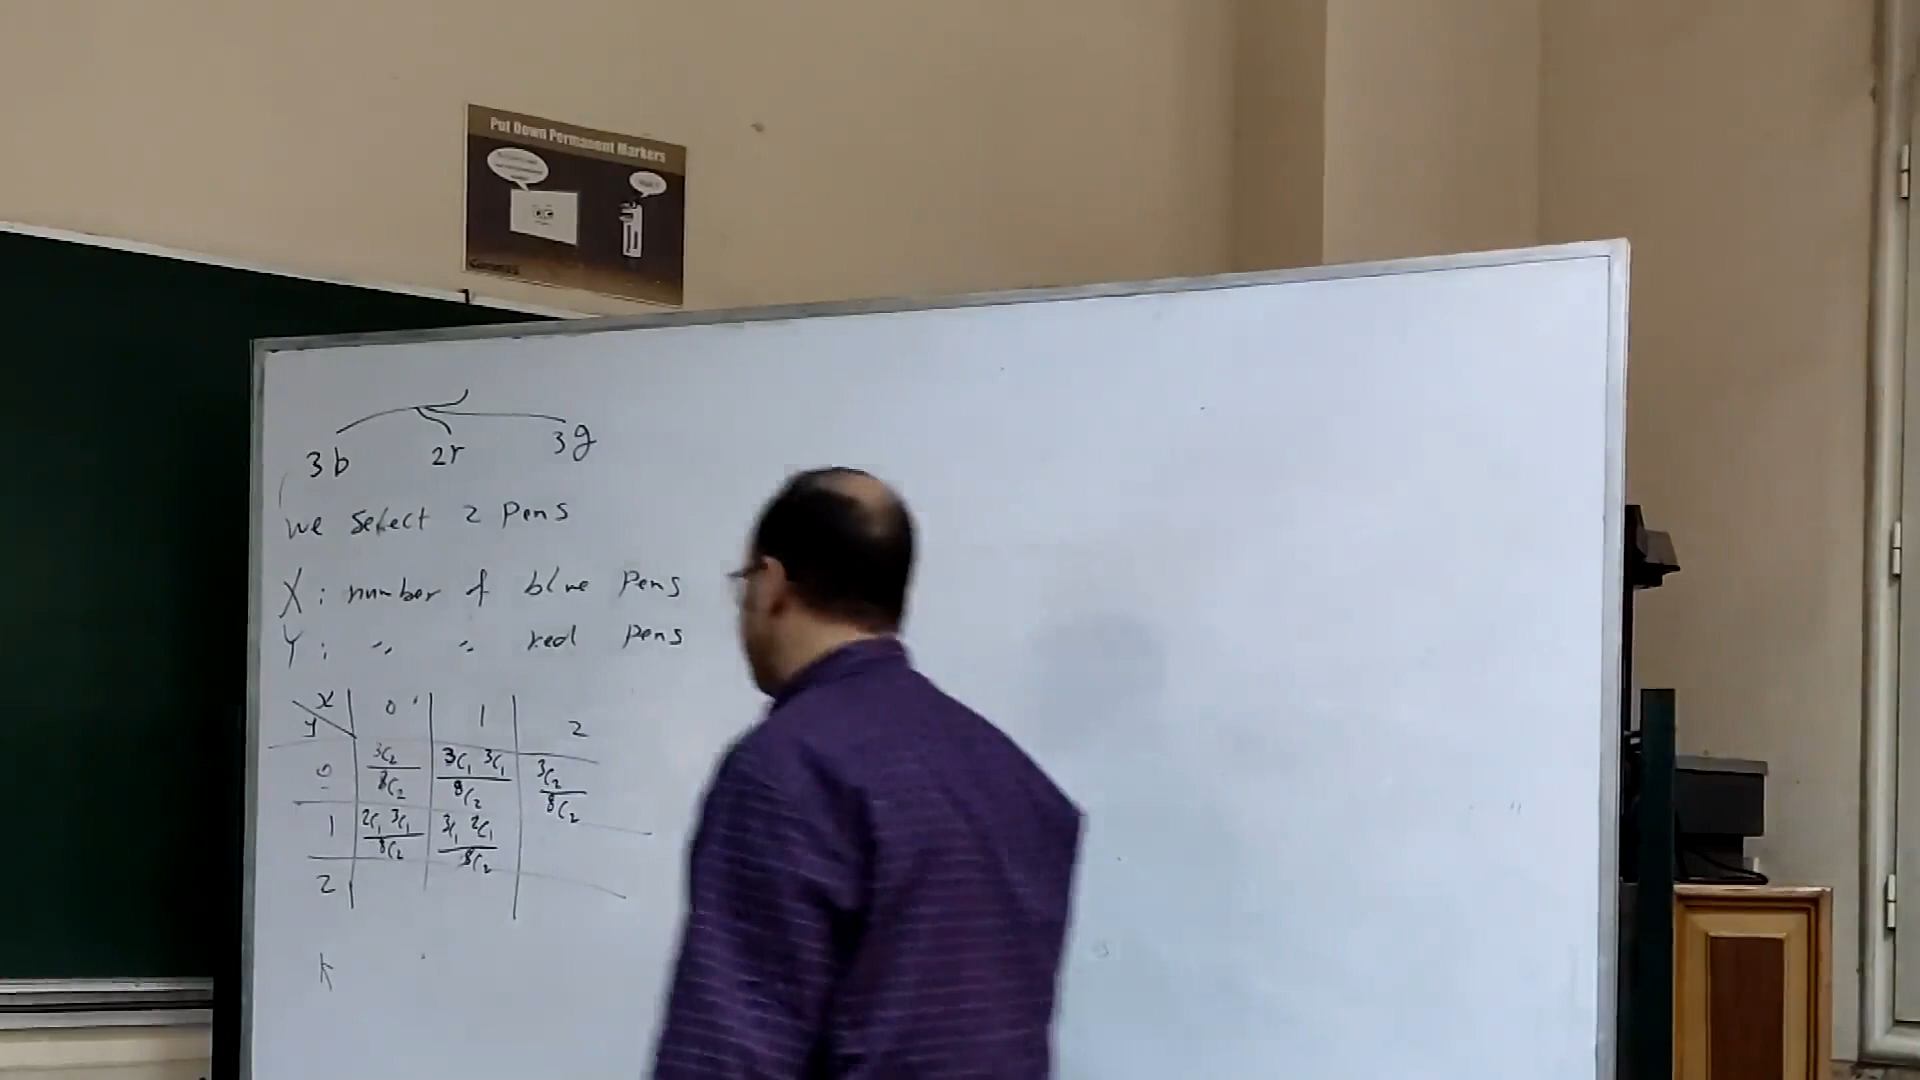 Put Down Permanent Markers
3b 2r 3g
we select 2 pens
X : number of blue pens
Y : " " red pens
x 0 1 2
y
0 3C2/8C2 3C1 3C1/8C2 3C2/8C2
1 2C1 3C1/8C2 3C1 2C1/8C2
2